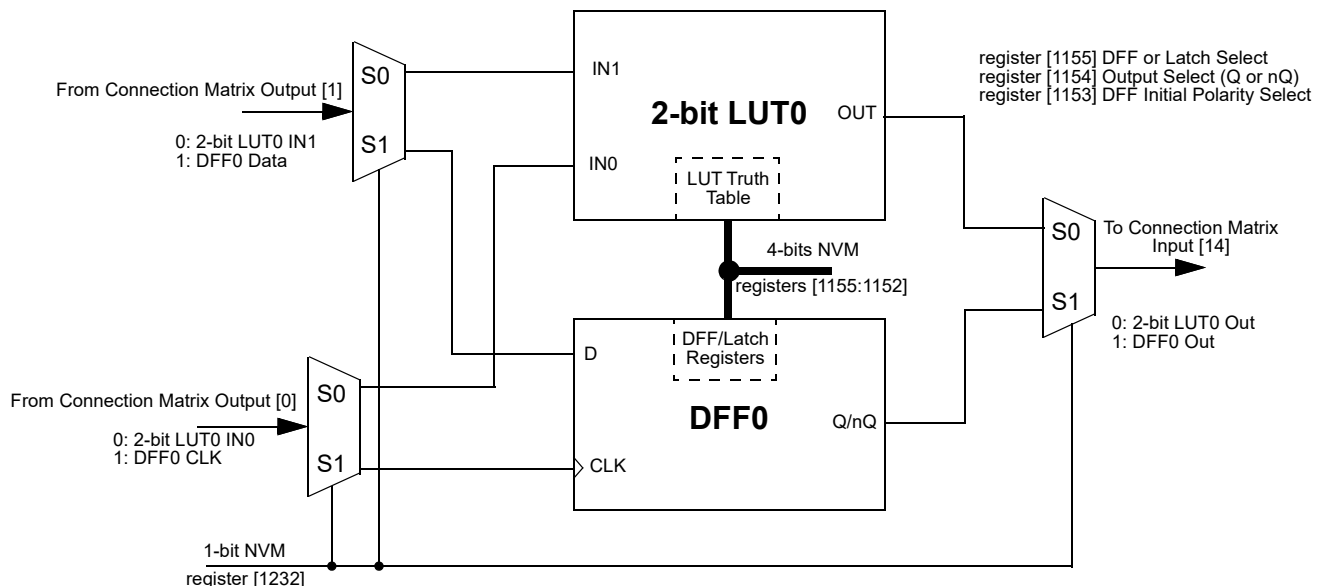 From Connection Matrix Output [1]
0: 2-bit LUT0 IN1
1: DFF0 Data
S0
S1
IN1
IN0
2-bit LUT0
OUT
LUT Truth
Table
register [1155] DFF or Latch Select
register [1154] Output Select (Q or nQ)
register [1153] DFF Initial Polarity Select
4-bits NVM
registers [1155:1152]
S0
S1
To Connection Matrix
Input [14]
0: 2-bit LUT0 Out
1: DFF0 Out
From Connection Matrix Output [0]
0: 2-bit LUT0 IN0
1: DFF0 CLK
S0
S1
D
CLK
DFF/Latch
Registers
DFF0
Q/nQ
1-bit NVM
register [1232]